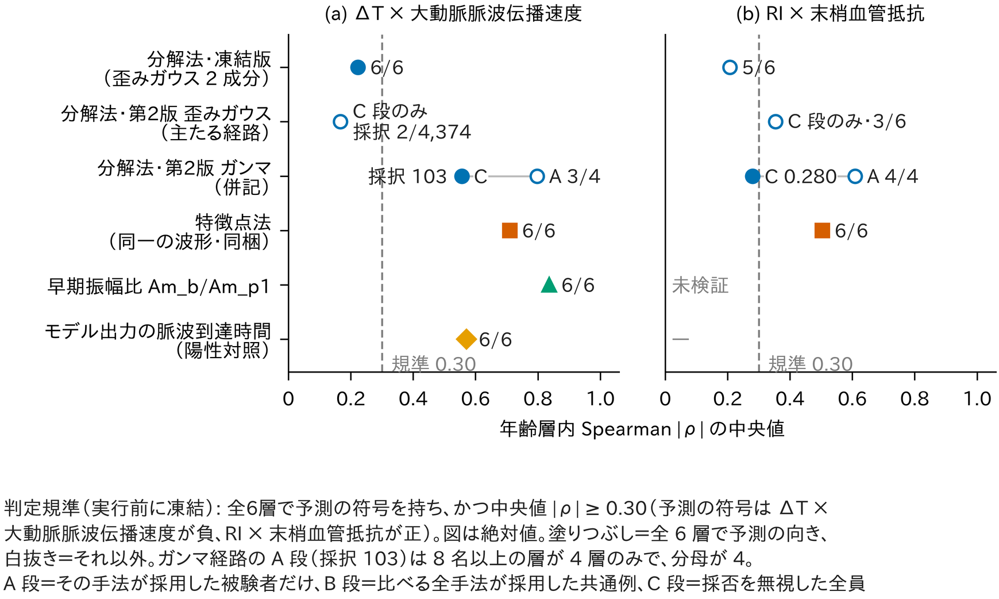 (a) ΔT × 大動脈脈波伝播速度
(b) RI × 末梢血管抵抗
分解法・凍結版
（歪みガウス 2 成分）
6/6
5/6
分解法・第2版 歪みガウス
（主たる経路）
C 段のみ
採択 2/4,374
C 段のみ・3/6
分解法・第2版 ガンマ
（併記）
採択 103
C
A 3/4
C 0.280
A 4/4
特徴点法
（同一の波形・同梱）
6/6
6/6
早期振幅比 Am_b/Am_p1
6/6
未検証
モデル出力の脈波到達時間
（陽性対照）
6/6
—
規準 0.30
規準 0.30
0 0.2 0.4 0.6 0.8 1.0
0 0.2 0.4 0.6 0.8 1.0
年齢層内 Spearman |ρ| の中央値
判定規準（実行前に凍結）: 全6層で予測の符号を持ち、かつ中央値 |ρ| ≥ 0.30（予測の符号は ΔT ×
大動脈脈波伝播速度が負、RI × 末梢血管抵抗が正）。図は絶対値。塗りつぶし＝全 6 層で予測の向き、
白抜き＝それ以外。ガンマ経路の A 段（採択 103）は 8 名以上の層が 4 層のみで、分母が 4。
A 段＝その手法が採用した被験者だけ、B 段＝比べる全手法が採用した共通例、C 段＝採否を無視した全員